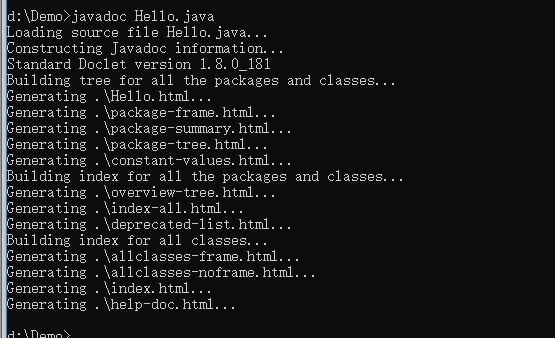 d:\Demo>javadoc Hello.java
Loading source file Hello.java...
Constructing Javadoc information...
Standard Doclet version 1.8.0_181
Building tree for all the packages and classes...
Generating .\Hello.html...
Generating .\package-frame.html...
Generating .\package-summary.html...
Generating .\package-tree.html...
Generating .\constant-values.html...
Building index for all the packages and classes...
Generating .\overview-tree.html...
Generating .\index-all.html...
Generating .\deprecated-list.html...
Building index for all classes...
Generating .\allclasses-frame.html...
Generating .\allclasses-noframe.html...
Generating .\index.html...
Generating .\help-doc.html...
d:\Demo>